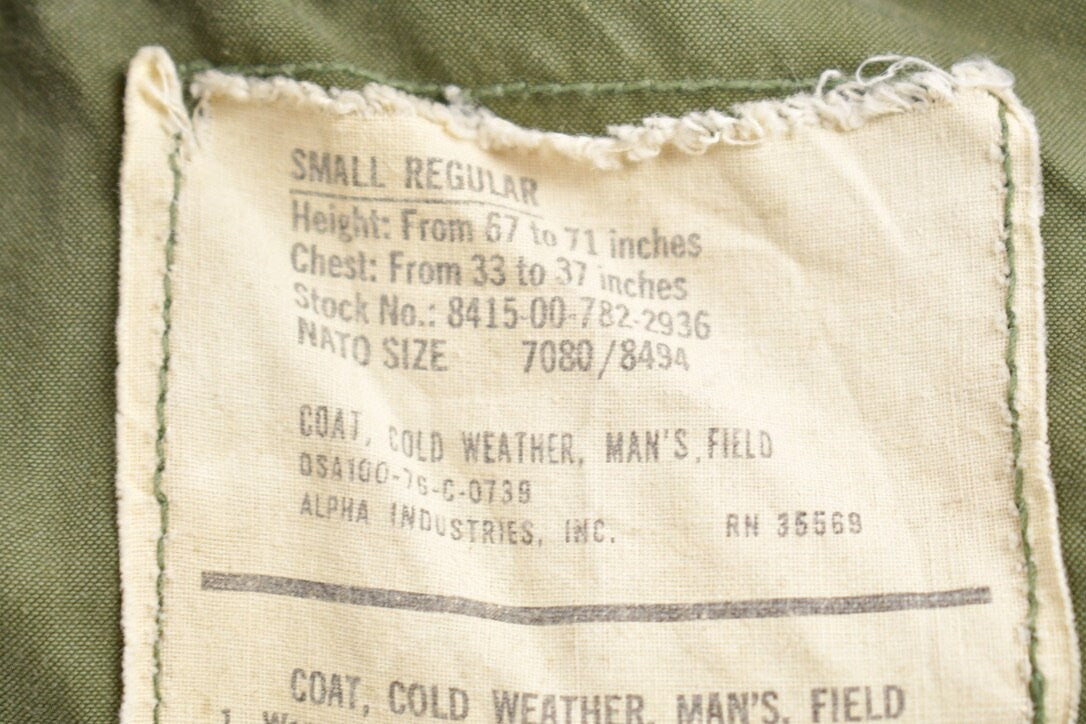 SMALL REGULAR
Height: From 67 to 71 inches
Chest: From 33 to 37 inches
Stock No.: 8415-00-782-2936
NATO SIZE 7080/8494
COAT, COLD WEATHER, MAN'S, FIELD
DSA100-76-C-0739
ALPHA INDUSTRIES, INC. RN 35569
COAT, COLD WEATHER, MAN'S, FIELD
1.